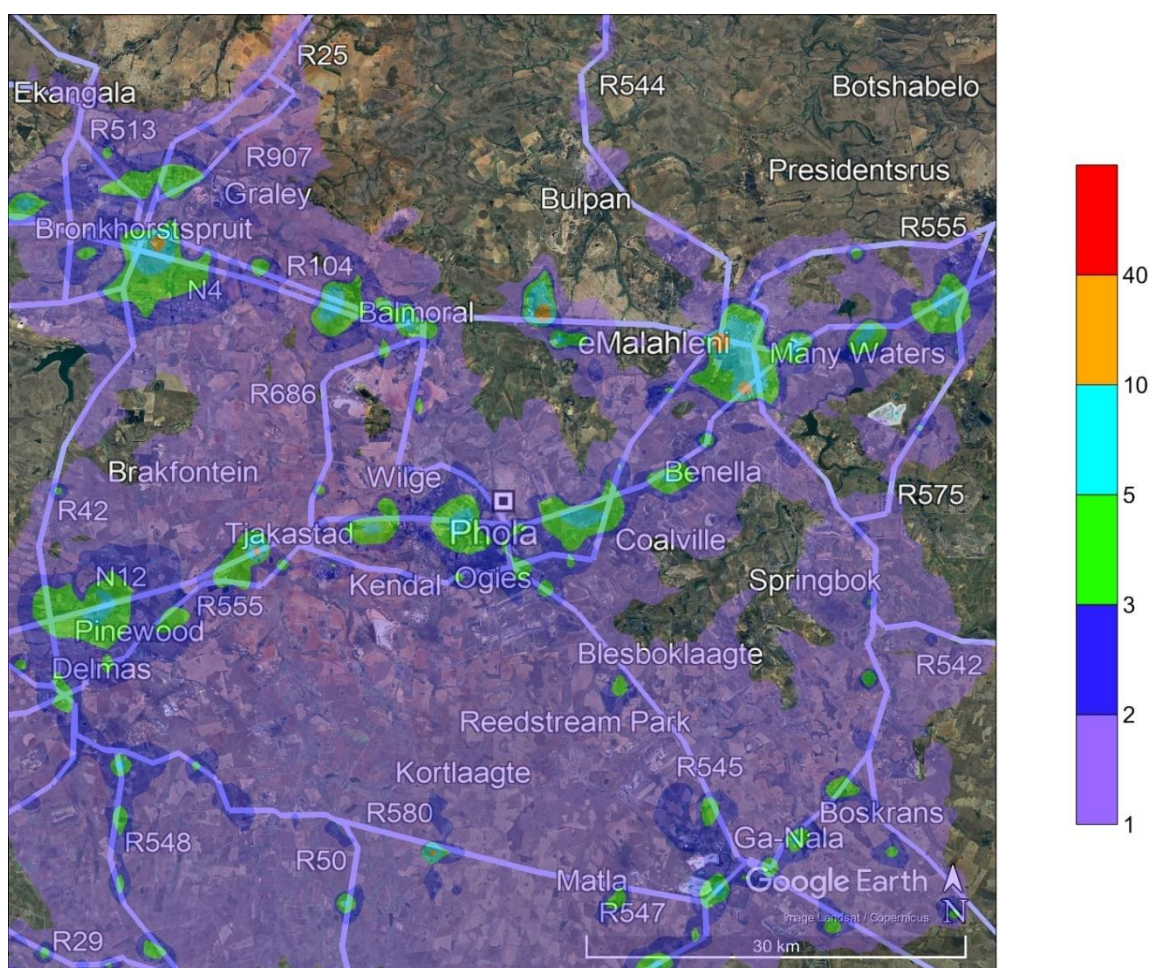 R25
Ekangala
R544
Botshabelo
R513
R907
Presidentsrus
Graley
Bulpan
Bronkhorstspruit
R555
R104
40
N4
Balmoral
eMalahleni
Many Waters
10
R686
Brakfontein
Wilge
Benella
5
R42
R575
Tjakastad
Phola
Coalville
N12
Kendal
Ogies
Springbok
R555
3
Pinewood
Delmas
Blesboklaagte
R542
Reedstream Park
2
Kortlaagte
R545
R580
Boskrans
R548
R50
Ga-Nala
1
Matla
Google Earth
R547
Image Landsat / Copernicus
N
R29
30 km